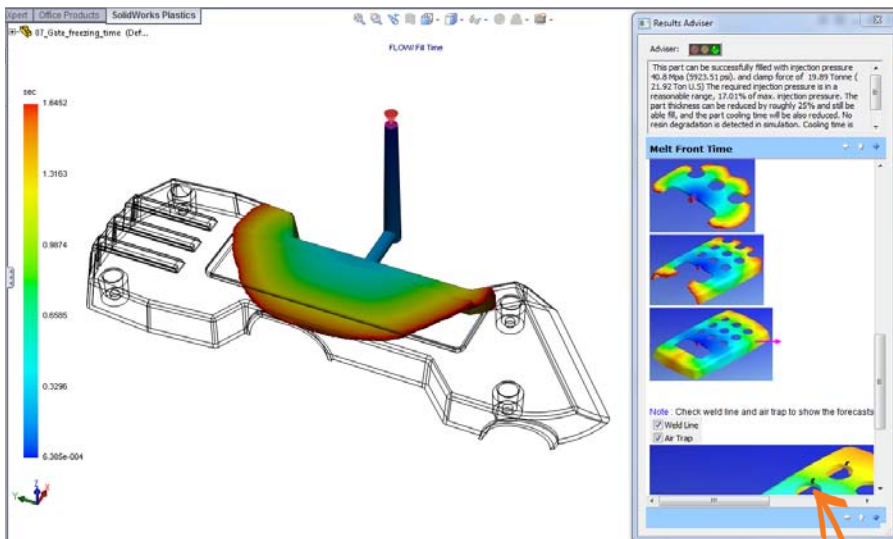 Xpert Office Products SolidWorks Plastics
07_Gate_freezing_time (Def...
FLOW/ Fill Time
sec
1.6452
1.3163
0.9874
0.6585
0.3296
6.305e-004
Z
Y
X
Results Adviser
Adviser:
This part can be successfully filled with injection pressure
40.8 Mpa (5923.51 psi). and clamp force of 19.89 Tonne (
21.92 Ton U.S) The required injection pressure is in a
reasonable range, 17.01% of max. injection pressure. The
part thickness can be reduced by roughly 25% and still be
able fill, and the part cooling time will be also reduced. No
resin degradation is detected in simulation. Cooling time is
Melt Front Time
Note : Check weld line and air trap to show the forecasts
Weld Line
Air Trap